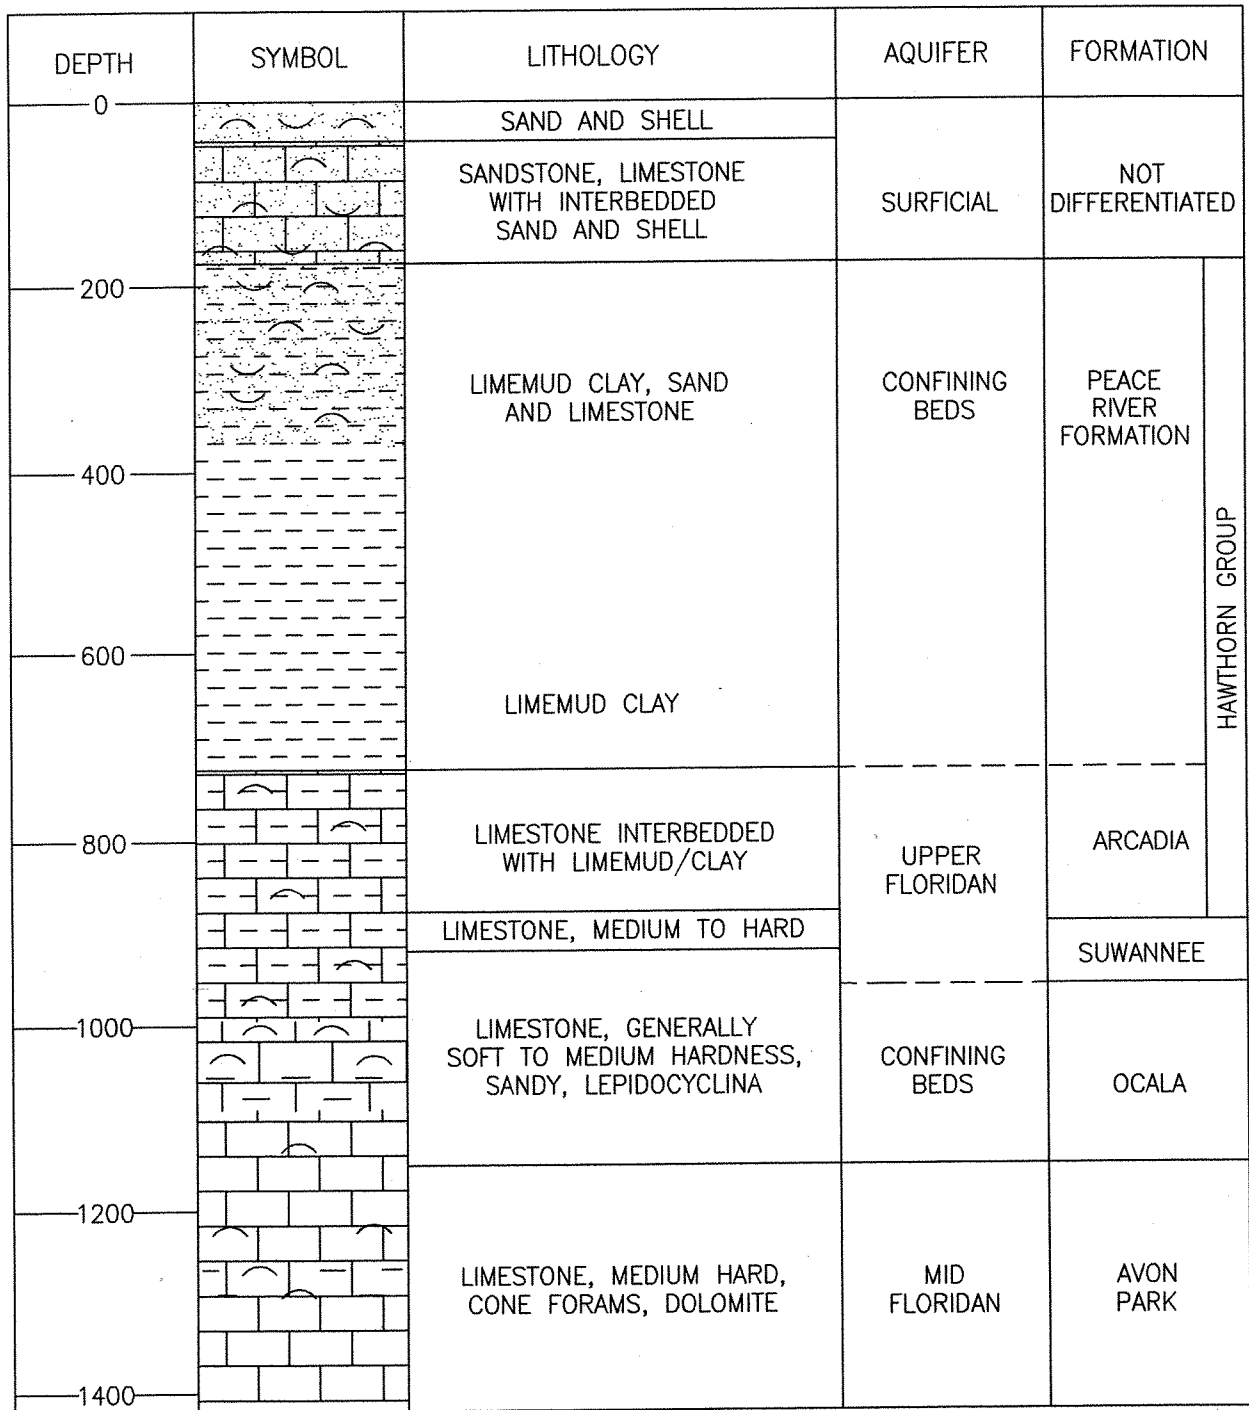 DEPTH
SYMBOL
LITHOLOGY
AQUIFER
FORMATION
0
SAND AND SHELL
SANDSTONE, LIMESTONE
WITH INTERBEDDED
SAND AND SHELL
SURFICIAL
NOT
DIFFERENTIATED
200
LIMEMUD CLAY, SAND
AND LIMESTONE
CONFINING
BEDS
PEACE
RIVER
FORMATION
HAWTHORN GROUP
400
600
LIMEMUD CLAY
800
LIMESTONE INTERBEDDED
WITH LIMEMUD/CLAY
UPPER
FLORIDAN
ARCADIA
LIMESTONE, MEDIUM TO HARD
SUWANNEE
1000
LIMESTONE, GENERALLY
SOFT TO MEDIUM HARDNESS,
SANDY, LEPIDOCYCLINA
CONFINING
BEDS
OCALA
1200
LIMESTONE, MEDIUM HARD,
CONE FORAMS, DOLOMITE
MID
FLORIDAN
AVON
PARK
1400